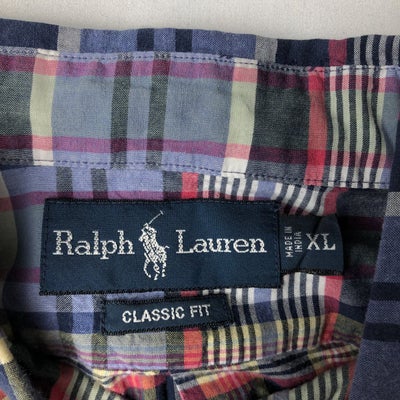 Ralph Lauren
MADE IN INDIA
XL
CLASSIC FIT